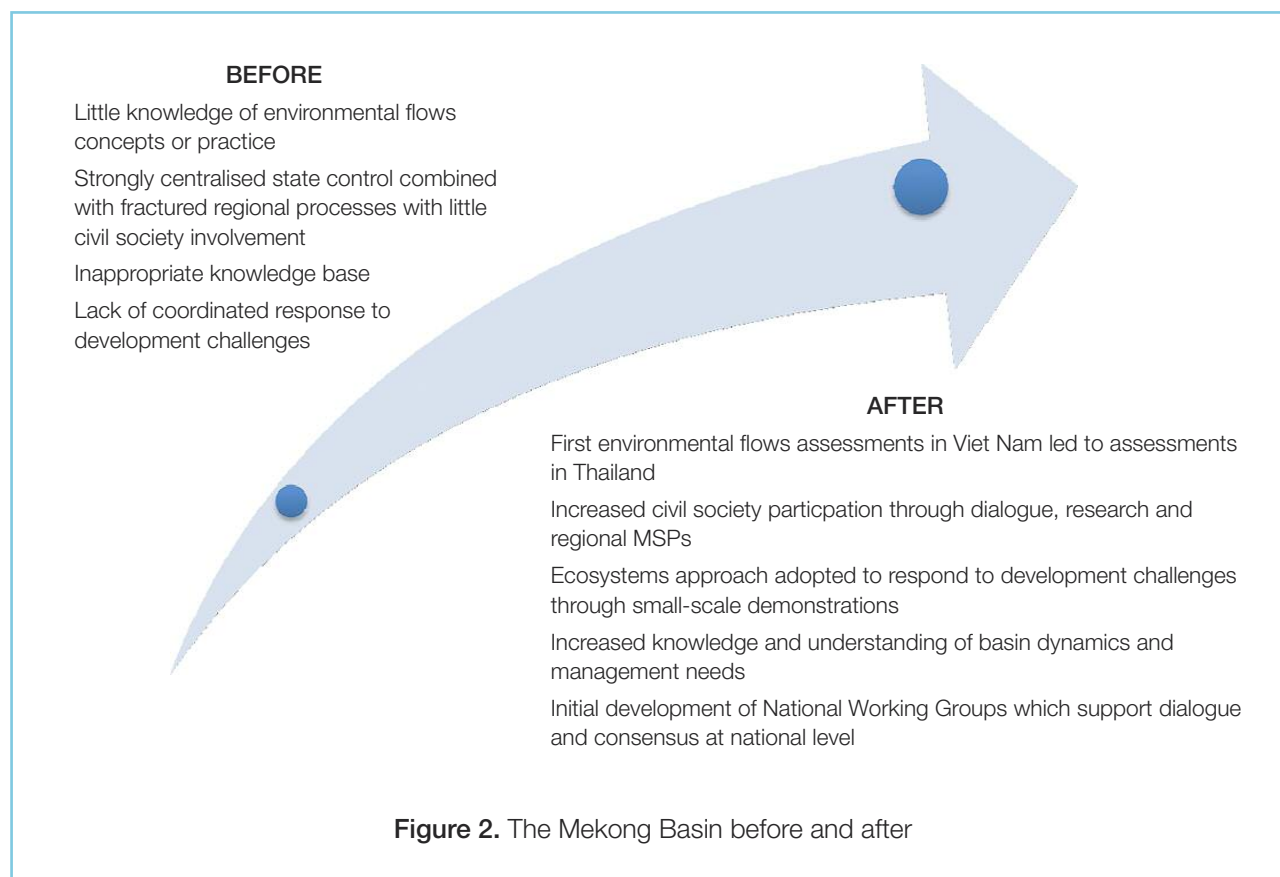 BEFORE
Little knowledge of environmental flows
concepts or practice
Strongly centralised state control combined
with fractured regional processes with little
civil society involvement
Inappropriate knowledge base
Lack of coordinated response to
development challenges
AFTER
First environmental flows assessments in Viet Nam led to assessments
in Thailand
Increased civil society particpation through dialogue, research and
regional MSPs
Ecosystems approach adopted to respond to development challenges
through small-scale demonstrations
Increased knowledge and understanding of basin dynamics and
management needs
Initial development of National Working Groups which support dialogue
and consensus at national level
Figure 2. The Mekong Basin before and after